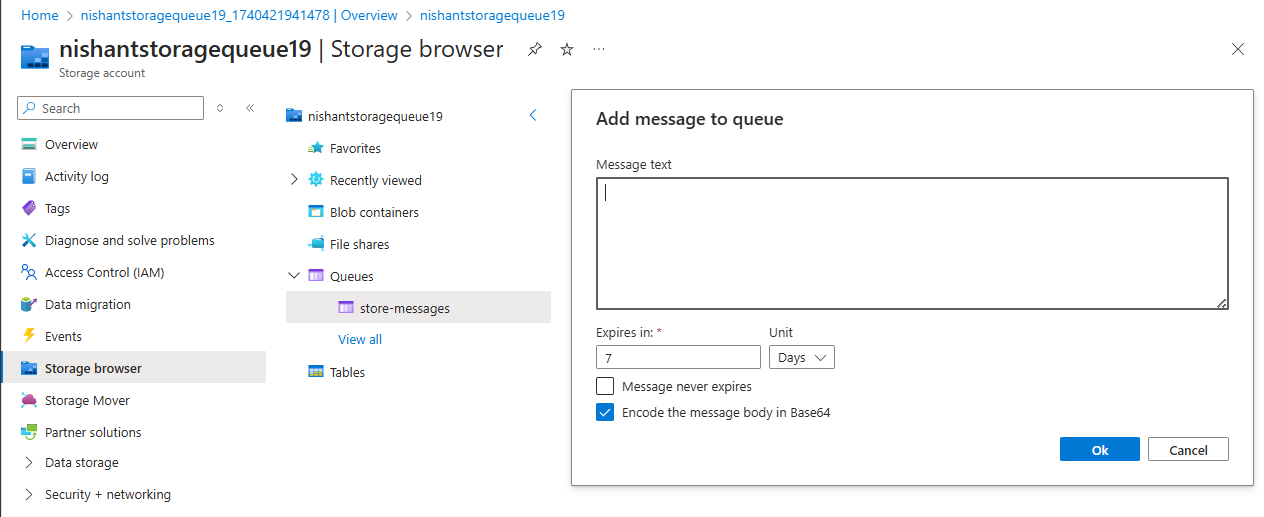 Home > nishantstoragequeue19_1740421941478 | Overview > nishantstoragequeue19
nishantstoragequeue19 | Storage browser
Storage account
Search
Overview
Activity log
Tags
Diagnose and solve problems
Access Control (IAM)
Data migration
Events
Storage browser
Storage Mover
Partner solutions
Data storage
Security + networking
nishantstoragequeue19
Favorites
Recently viewed
Blob containers
File shares
Queues
store-messages
View all
Tables
Add message to queue
Message text
Expires in: * Unit
7 Days
Message never expires
Encode the message body in Base64
Ok Cancel